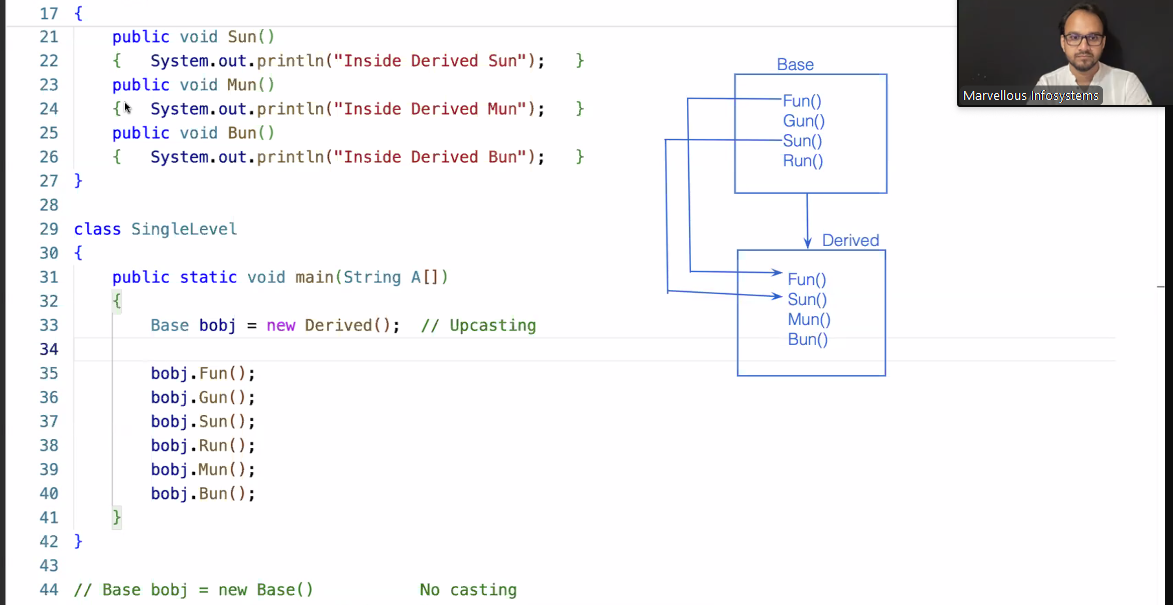 17 {
21 public void Sun()
22 { System.out.println("Inside Derived Sun"); }
23 public void Mun()
24 { System.out.println("Inside Derived Mun"); }
25 public void Bun()
26 { System.out.println("Inside Derived Bun"); }
27 }
28
29 class SingleLevel
30 {
31 public static void main(String A[])
32 {
33 Base bobj = new Derived(); // Upcasting
34
35 bobj.Fun();
36 bobj.Gun();
37 bobj.Sun();
38 bobj.Run();
39 bobj.Mun();
40 bobj.Bun();
41 }
42 }
43
44 // Base bobj = new Base() No casting
Base
Fun()
Gun()
Sun()
Run()
Derived
Fun()
Sun()
Mun()
Bun()
Marvellous Infosystems